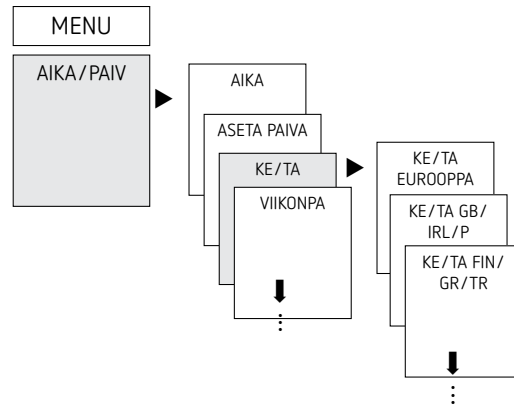 MENU
AIKA/PAIV
AIKA
ASETA PAIVA
KE/TA
VIIKONPA
KE/TA
EUROOPPA
KE/TA GB/
IRL/P
KE/TA FIN/
GR/TR